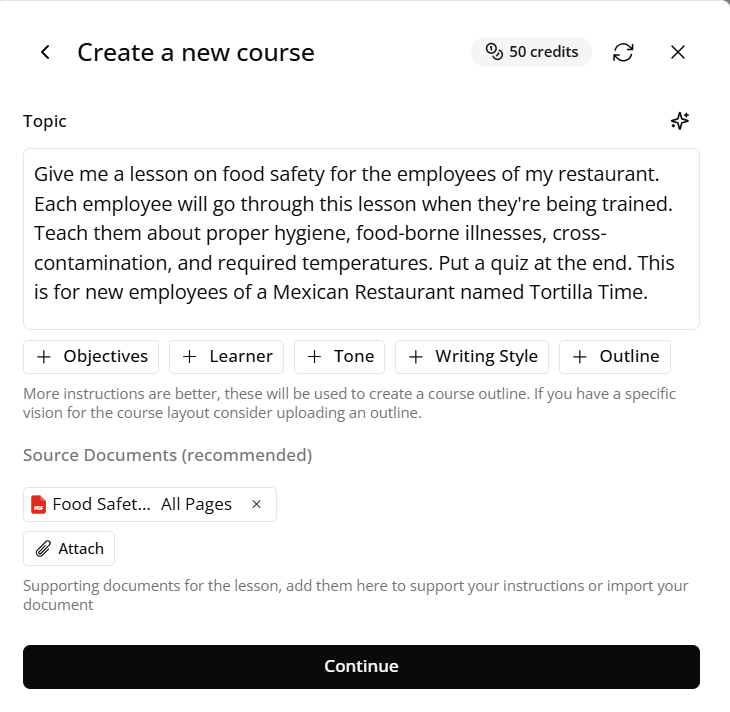 Create a new course
50 credits
Topic
Give me a lesson on food safety for the employees of my restaurant.
Each employee will go through this lesson when they're being trained.
Teach them about proper hygiene, food-borne illnesses, cross-
contamination, and required temperatures. Put a quiz at the end. This
is for new employees of a Mexican Restaurant named Tortilla Time.
+ Objectives
+ Learner
+ Tone
+ Writing Style
+ Outline
More instructions are better, these will be used to create a course outline. If you have a specific
vision for the course layout consider uploading an outline.
Source Documents (recommended)
PDF Food Safet... All Pages ×
Attach
Supporting documents for the lesson, add them here to support your instructions or import your
document
Continue